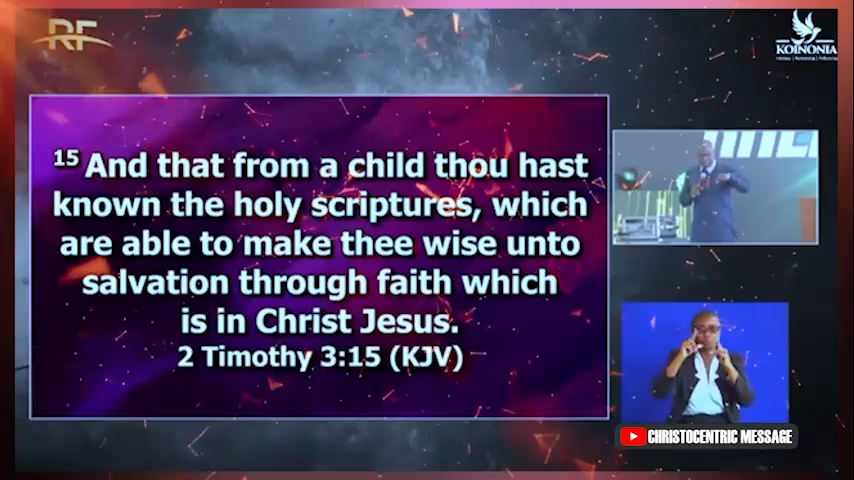 RF
KOINONIA
15 And that from a child thou hast
known the holy scriptures, which
are able to make thee wise unto
salvation through faith which
is in Christ Jesus.
2 Timothy 3:15 (KJV)
CHRISTOCENTRIC MESSAGE